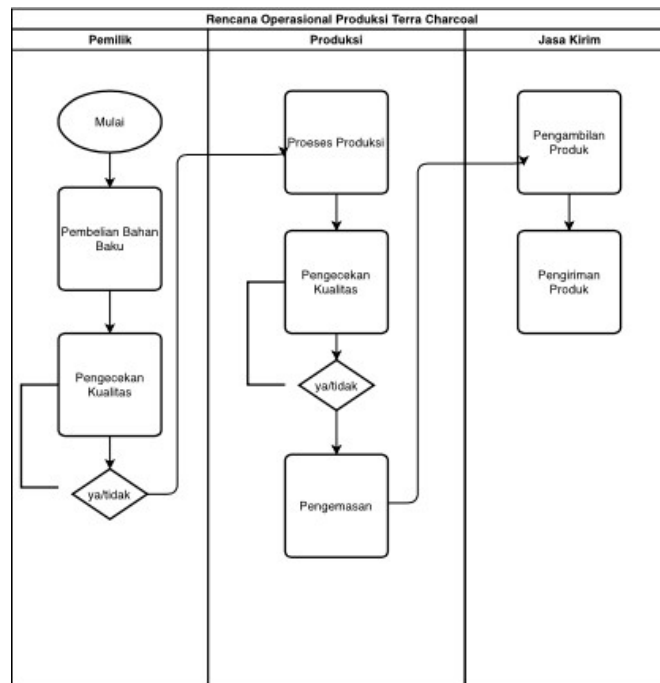 Rencana Operasional Produksi Terra Charcoal
Pemilik
Produksi
Jasa Kirim
Mulai
Pembelian Bahan
Baku
Pengecekan
Kualitas
ya/tidak
Proeses Produksi
Pengecekan
Kualitas
ya/tidak
Pengemasan
Pengambilan
Produk
Pengiriman
Produk